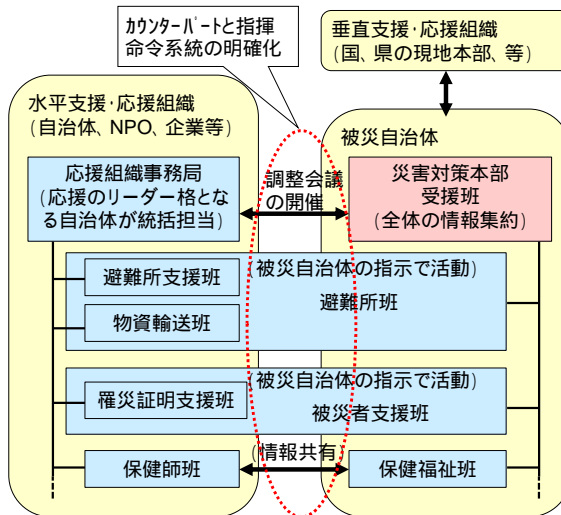 カウンターパートと指揮
命令系統の明確化
垂直支援・応援組織
(国、県の現地本部、等)
水平支援・応援組織
(自治体、NPO、企業等)
被災自治体
応援組織事務局
(応援のリーダー格とな
る自治体が統括担当)
調整会議
の開催
災害対策本部
受援班
(全体の情報集約)
避難所支援班
(被災自治体の指示で活動)
避難所班
物資輸送班
(被災自治体の指示で活動)
罹災証明支援班
被災者支援班
(情報共有)
保健師班
保健福祉班